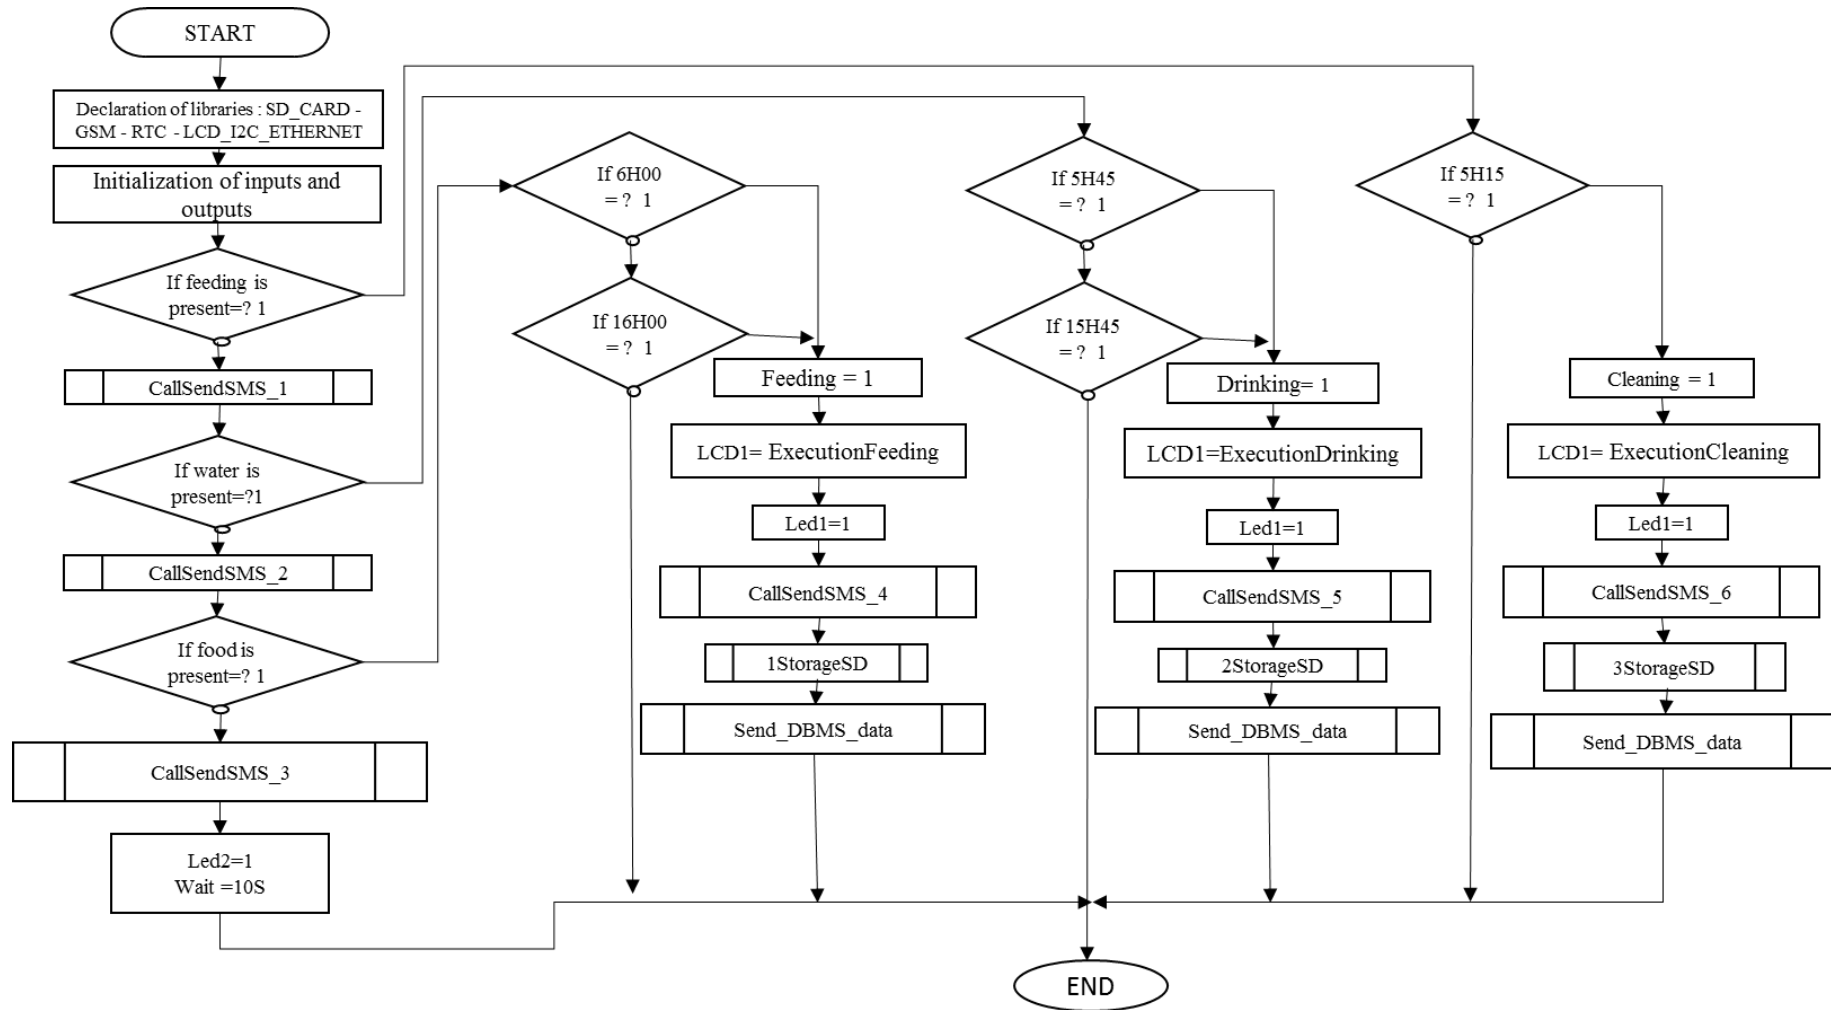 START
Declaration of libraries : SD_CARD -
GSM - RTC - LCD_I2C_ETHERNET
Initialization of inputs and
outputs
If feeding is
present=? 1
CallSendSMS_1
If water is
present=?1
CallSendSMS_2
If food is
present=? 1
CallSendSMS_3
Led2=1
Wait =10S
If 6H00
= ? 1
If 16H00
= ? 1
Feeding = 1
LCD1= ExecutionFeeding
Led1=1
CallSendSMS_4
1StorageSD
Send_DBMS_data
If 5H45
= ? 1
If 15H45
= ? 1
Drinking= 1
LCD1=ExecutionDrinking
Led1=1
CallSendSMS_5
2StorageSD
Send_DBMS_data
If 5H15
= ? 1
Cleaning = 1
LCD1= ExecutionCleaning
Led1=1
CallSendSMS_6
3StorageSD
Send_DBMS_data
END